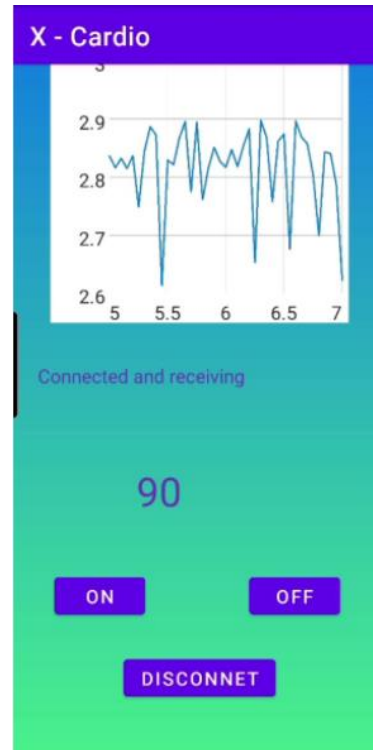 X - Cardio
3
2.9
2.8
2.7
2.6
5 5.5 6 6.5 7
Connected and receiving
90
ON OFF
DISCONNET